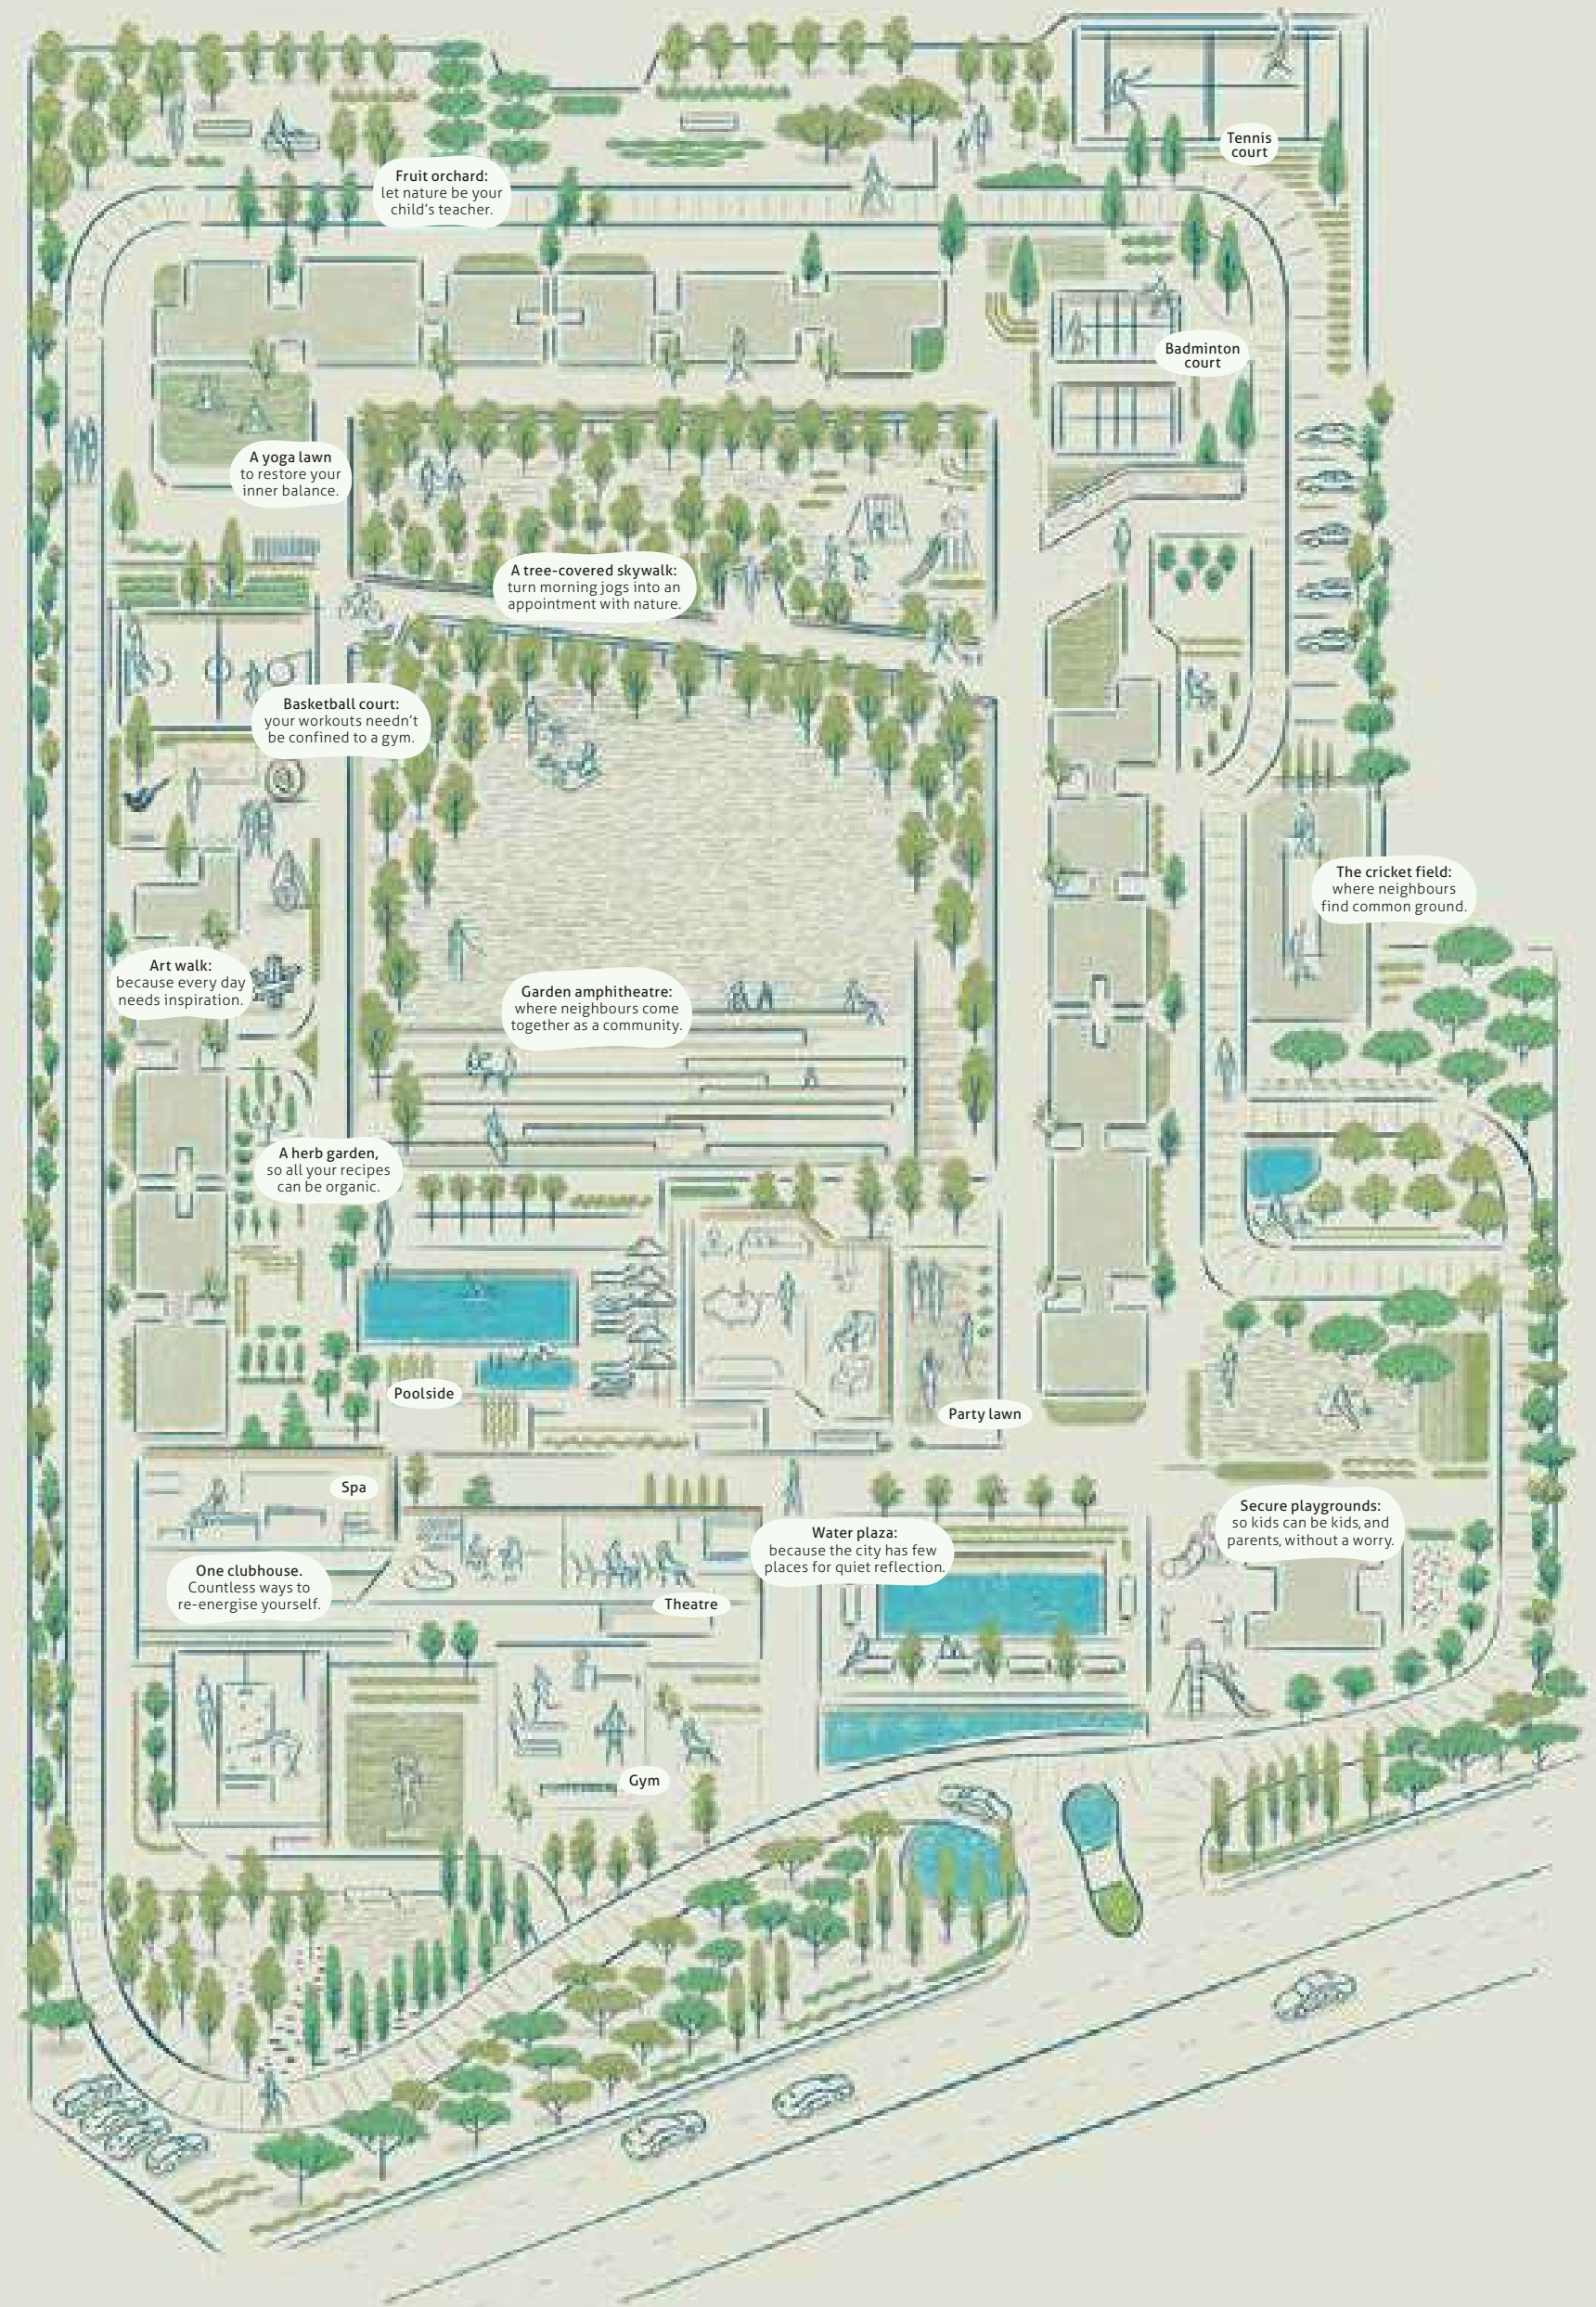 Tennis
court
Fruit orchard:
let nature be your
child's teacher.
Badminton
court
A yoga lawn
to restore your
inner balance.
A tree-covered skywalk:
turn morning jogs into an
appointment with nature.
Basketball court:
your workouts needn't
be confined to a gym.
The cricket field:
where neighbours
find common ground.
Art walk:
because every day
needs inspiration.
Garden amphitheatre:
where neighbours come
together as a community.
A herb garden,
so all your recipes
can be organic.
Poolside
Party lawn
Spa
Secure playgrounds:
so kids can be kids, and
parents, without a worry.
Water plaza:
because the city has few
places for quiet reflection.
One clubhouse.
Countless ways to
re-energise yourself.
Theatre
Gym